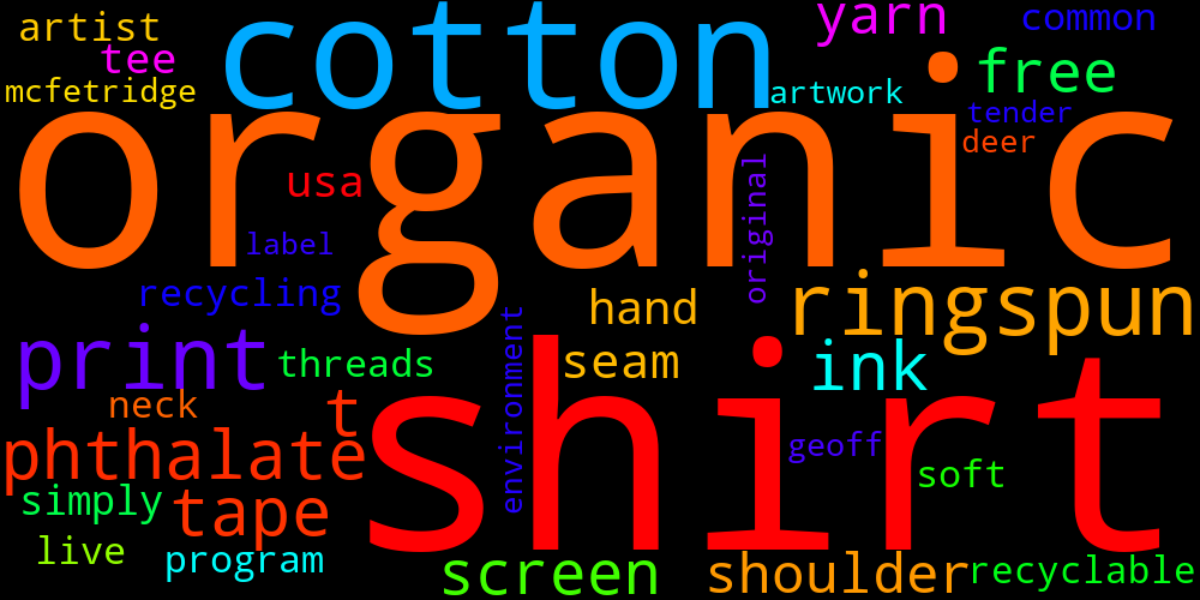 artist
cotton
yarn
common
tee
free
mcfetridge
artwork
tender
organic
deer
usa
original
label
recycling
hand
ringspun
environment
print
threads
seam
ink
neck
t
shirt
phthalate
geoff
soft
simply
tape
live
program
screen
shoulder
recyclable